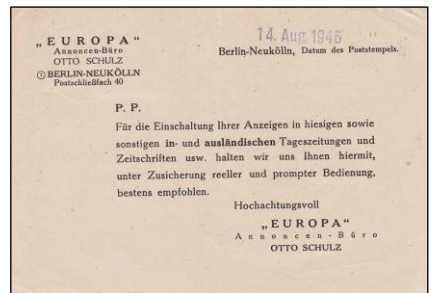 „EUROPA"
Annoncen-Büro
OTTO SCHULZ
① BERLIN-NEUKÖLLN
Postschließfach 40
14. Aug 1946
Berlin-Neukölln, Datum des Poststempels.
P. P.
Für die Einschaltung Ihrer Anzeigen in hiesigen sowie
sonstigen in- und ausländischen Tageszeitungen und
Zeitschriften usw. halten wir uns Ihnen hiermit,
unter Zusicherung reeller und prompter Bedienung,
bestens empfohlen.
Hochachtungsvoll
„EUROPA"
Annoncen-Büro
OTTO SCHULZ